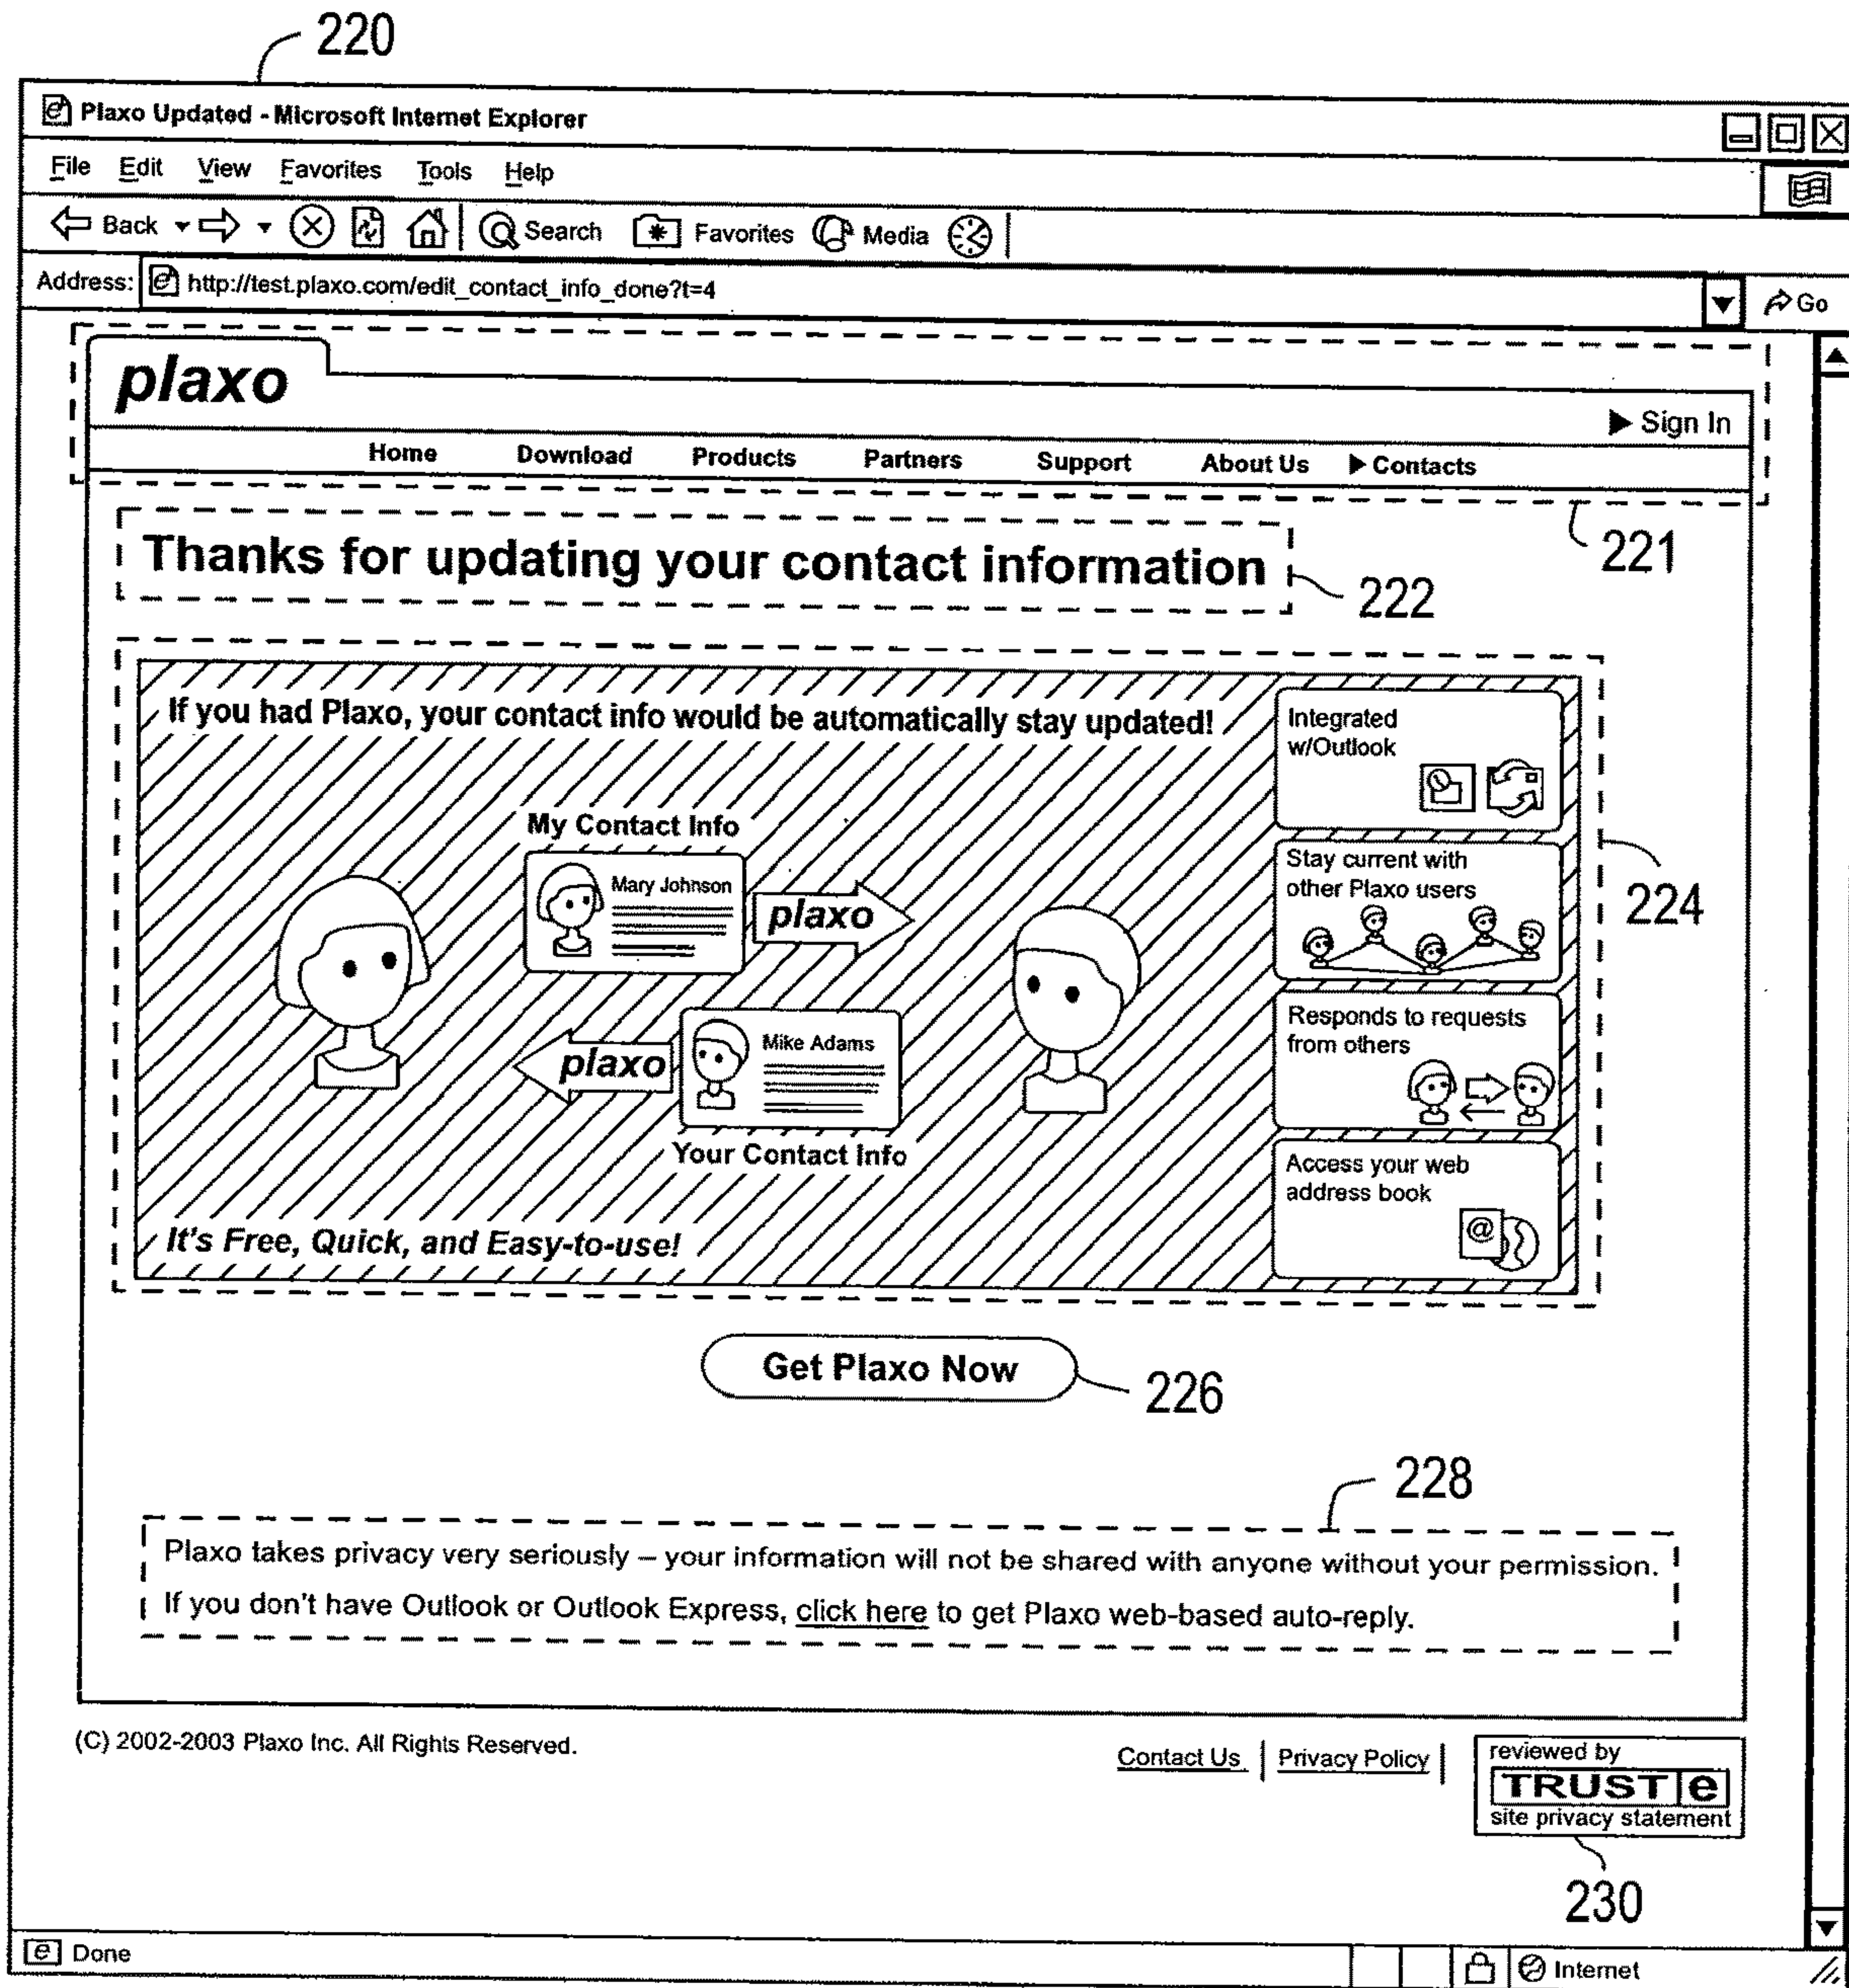 220
Plaxo Updated - Microsoft Internet Explorer
File Edit View Favorites Tools Help
Back Search Favorites Media
Address: http://test.plaxo.com/edit_contact_info_done?t=4 Go
plaxo
Sign In
Home Download Products Partners Support About Us Contacts
221
Thanks for updating your contact information
222
If you had Plaxo, your contact info would be automatically stay updated!
My Contact Info
Mary Johnson
plaxo
plaxo
Mike Adams
Your Contact Info
It's Free, Quick, and Easy-to-use!
Integrated
w/Outlook
Stay current with
other Plaxo users
Responds to requests
from others
Access your web
address book
@
224
Get Plaxo Now
226
228
Plaxo takes privacy very seriously – your information will not be shared with anyone without your permission.
If you don't have Outlook or Outlook Express, click here to get Plaxo web-based auto-reply.
(C) 2002-2003 Plaxo Inc. All Rights Reserved.
Contact Us | Privacy Policy |
reviewed by
TRUSTe
site privacy statement
230
Done
Internet